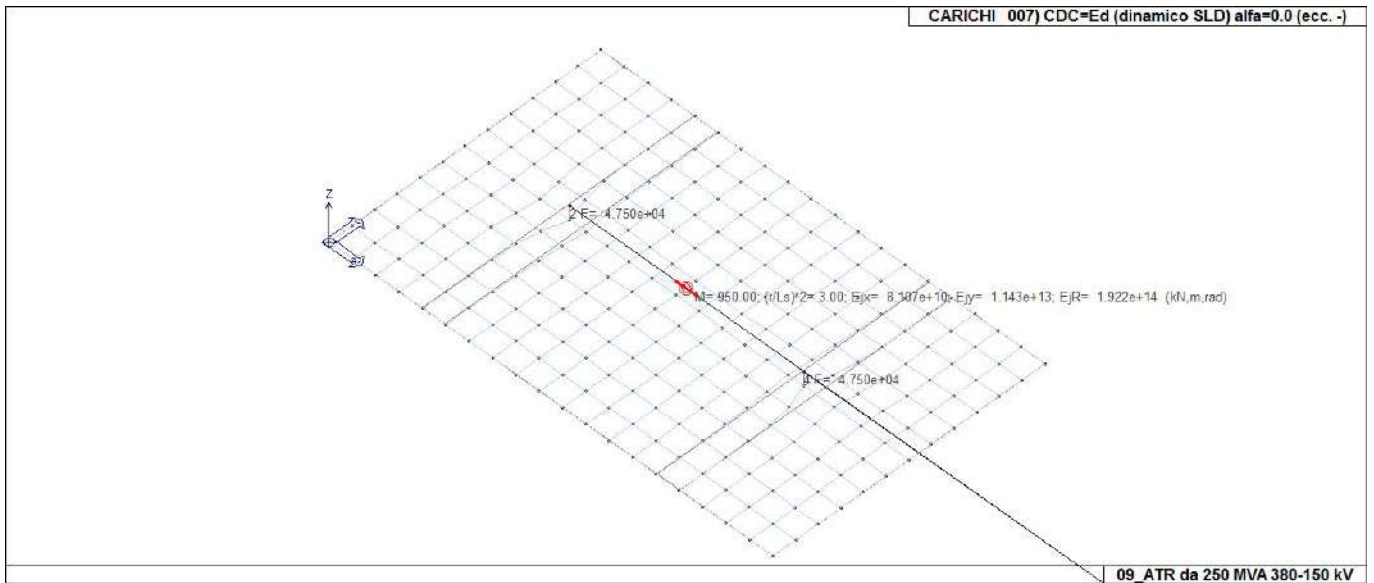 CARICHI 007) CDC=Ed (dinamico SLD) alfa=0.0 (ecc. -)
Z
2 F= 4.750e+04
M= 950.00; (r/Ls)^2= 3.00; Ejx= 8.107e+10; Ejy= 1.143e+13; EjR= 1.922e+14 (kN,m,rad)
F= 4.750e+04
09_ATR da 250 MVA 380-150 kV